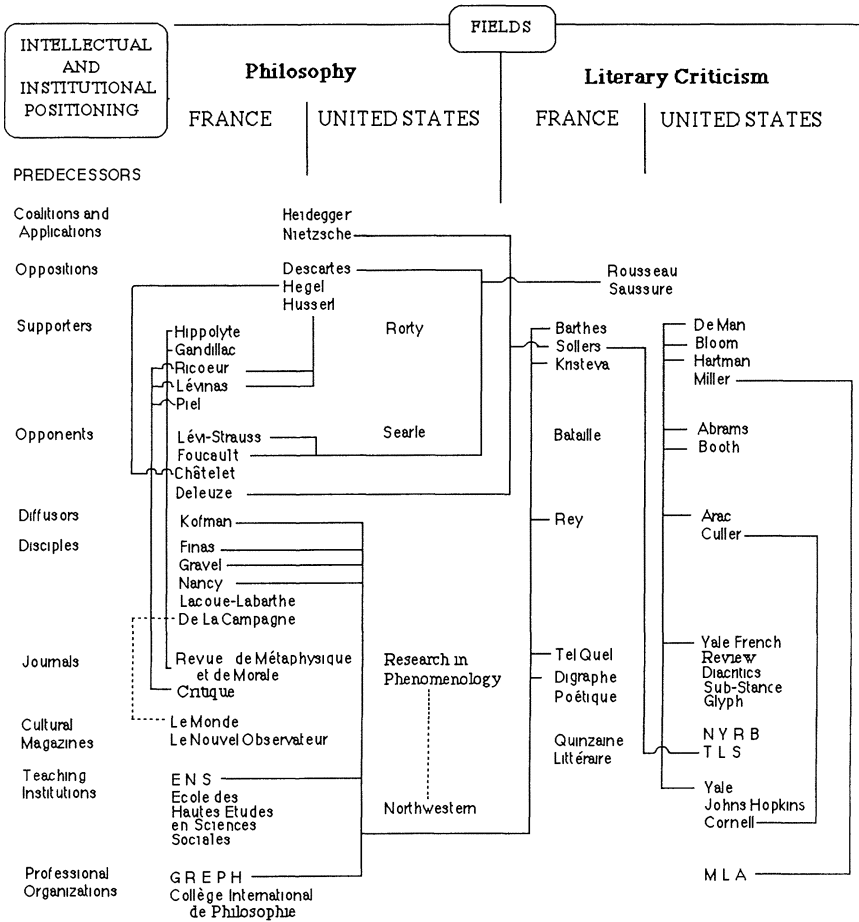 FIELDS
INTELLECTUAL
AND
INSTITUTIONAL
POSITIONING
Philosophy
Literary Criticism
FRANCE
UNITED STATES
FRANCE
UNITED STATES
PREDECESSORS
Coalitions and
Applications
Heidegger
Nietzsche
Oppositions
Descartes
Hegel
Husserl
Rousseau
Saussure
Supporters
Hippolyte
Gandillac
Ricoeur
Lévinas
Piel
Rorty
Barthes
Sollers
Kristeva
De Man
Bloom
Hartman
Miller
Opponents
Lévi-Strauss
Foucault
Châtelet
Deleuze
Searle
Bataille
Abrams
Booth
Diffusors
Kofman
Rey
Arac
Culler
Disciples
Finas
Gravel
Nancy
Lacoue-Labarthe
De La Campagne
Journals
Revue de Métaphysique
et de Morale
Critique
Research in
Phenomenology
Tel Quel
Digraphe
Poétique
Yale French
Review
Diacritics
Sub-Stance
Glyph
Cultural
Magazines
Le Monde
Le Nouvel Observateur
Quinzaine
Littéraire
N Y R B
T L S
Teaching
Institutions
E N S
Ecole des
Hautes Etudes
en Sciences
Sociales
Northwestern
Yale
Johns Hopkins
Cornell
Professional
Organizations
G R E P H
Collège International
de Philosophie
M L A